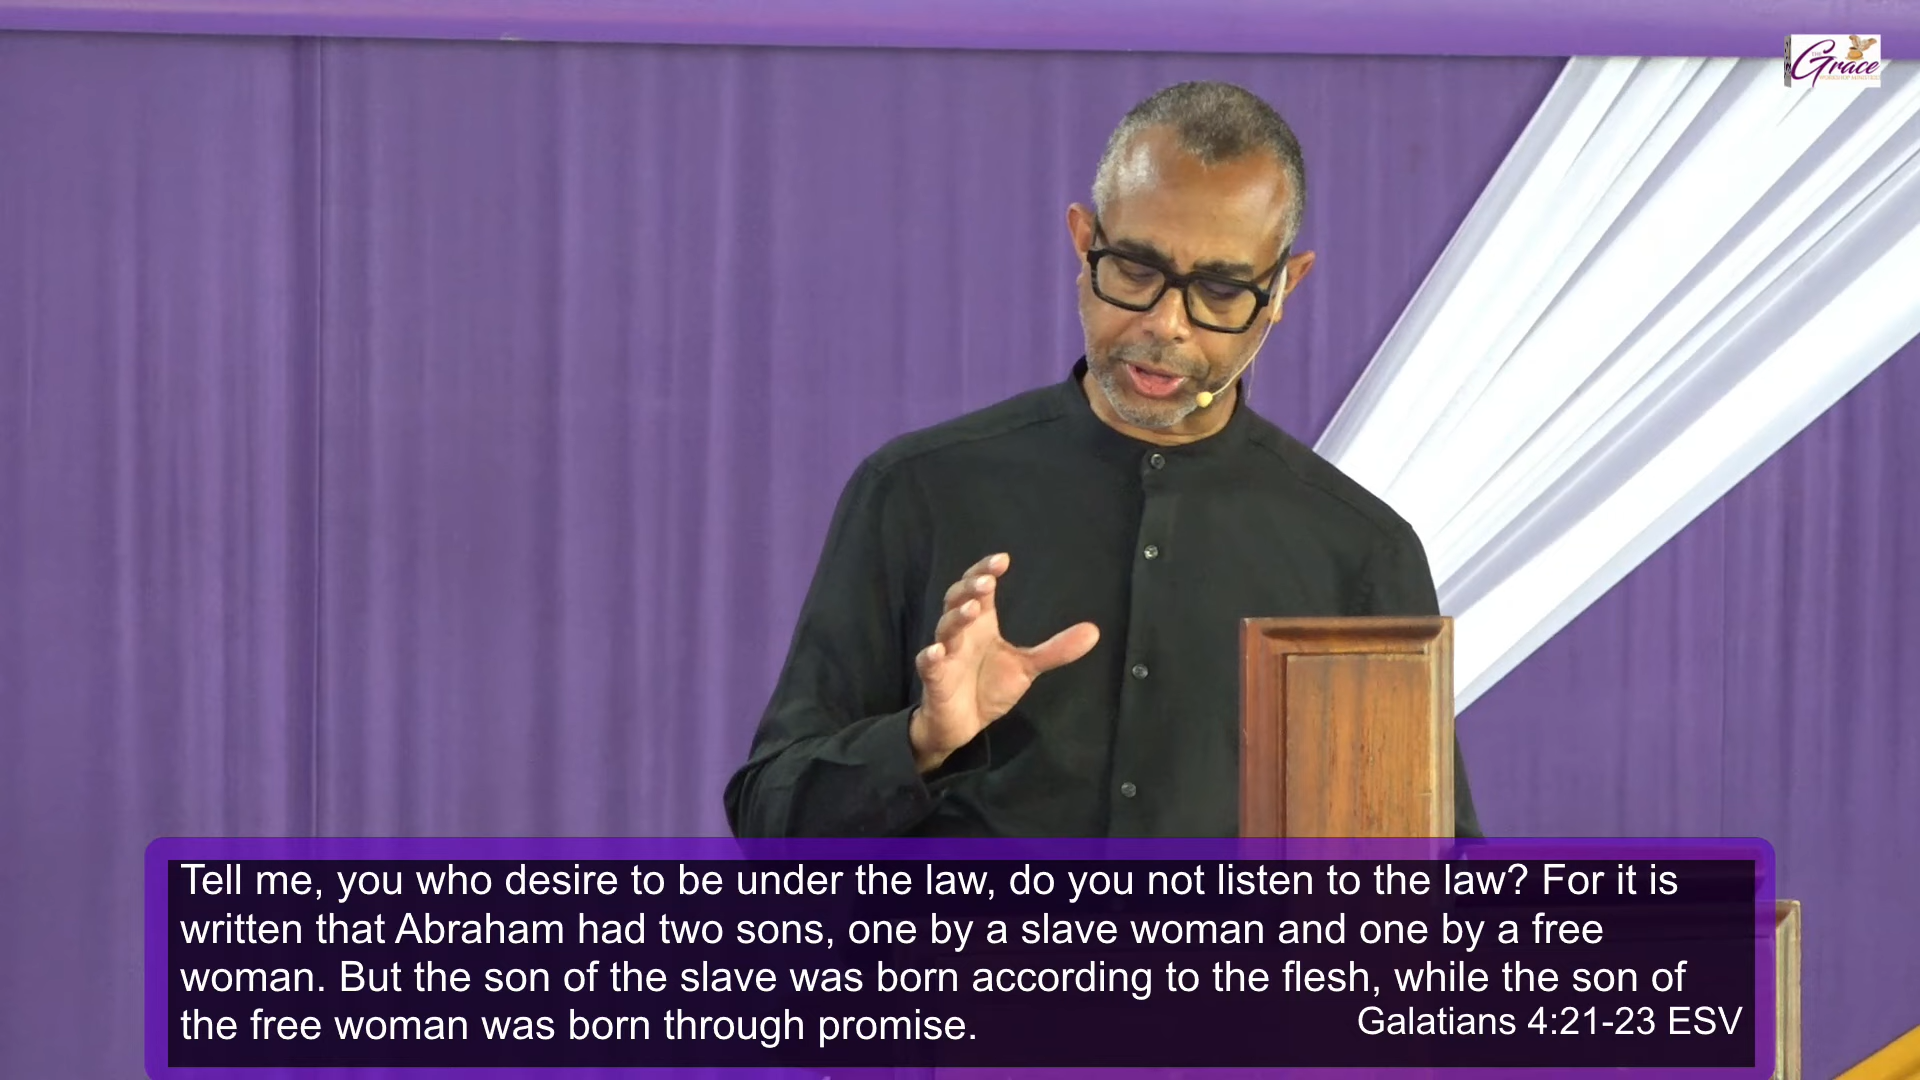 Grace
Tell me, you who desire to be under the law, do you not listen to the law? For it is
written that Abraham had two sons, one by a slave woman and one by a free
woman. But the son of the slave was born according to the flesh, while the son of
the free woman was born through promise.
Galatians 4:21-23 ESV